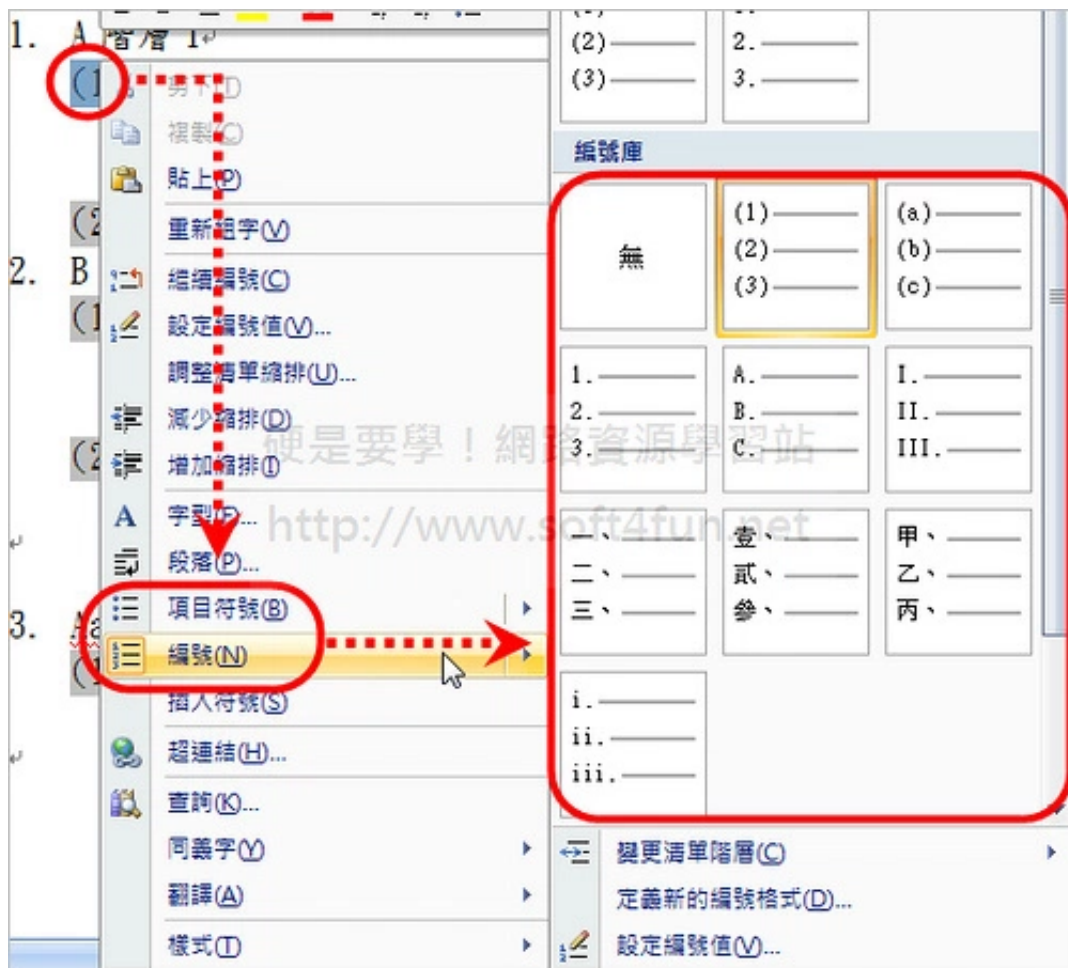 1. A 階層 1
(1
(2
2. B
(1
(2
3. Aa
(1
剪下(T)
複製(C)
貼上(P)
重新組字(V)
繼續編號(C)
設定編號值(V)...
調整清單縮排(U)...
減少縮排(D)
增加縮排(I)
字型(F)...
段落(P)...
項目符號(B)
編號(N)
插入符號(S)
超連結(H)...
查詢(K)...
同義字(Y)
翻譯(A)
樣式(T)
(2)
(3)
2.
3.
編號庫
無
(1)
(2)
(3)
(a)
(b)
(c)
1.
2.
3.
A.
B.
C.
I.
II.
III.
一、
二、
三、
壹、
貳、
參、
甲、
乙、
丙、
i.
ii.
iii.
變更清單階層(C)
定義新的編號格式(D)...
設定編號值(V)...
硬是要學！網路資源學習站
http://www.soft4fun.net